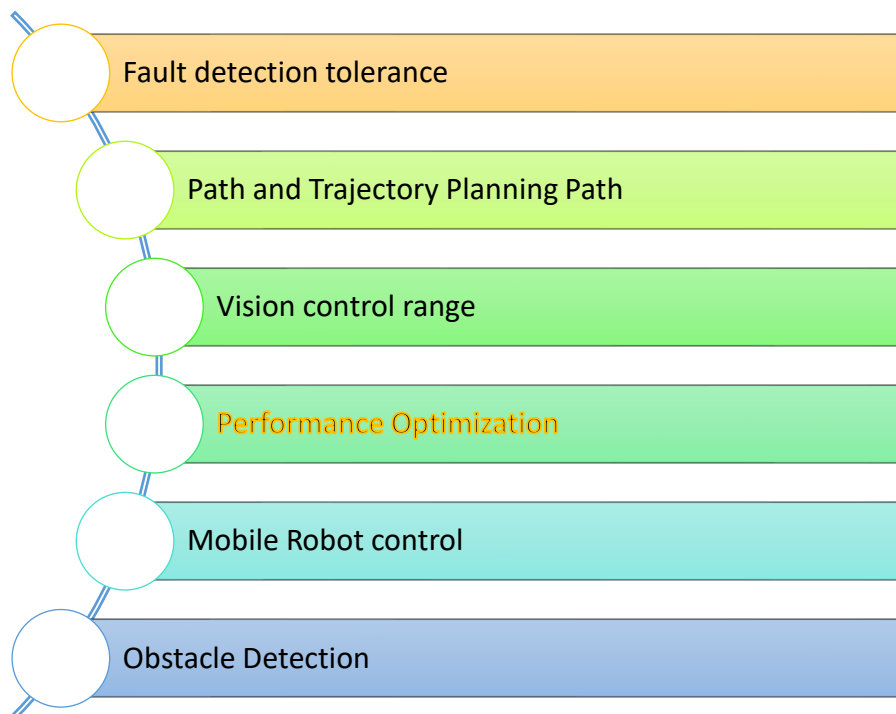 Fault detection tolerance
Path and Trajectory Planning Path
Vision control range
Performance Optimization
Mobile Robot control
Obstacle Detection